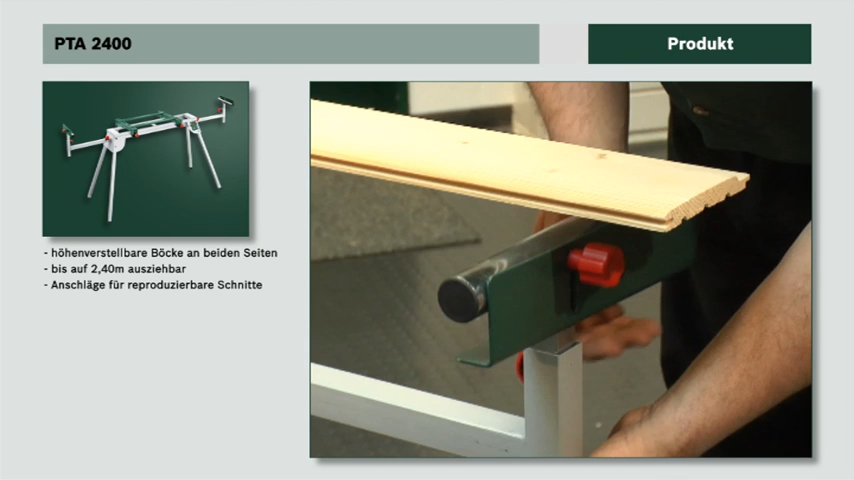 PTA 2400
Produkt
- höhenverstellbare Böcke an beiden Seiten
- bis auf 2,40m ausziehbar
- Anschläge für reproduzierbare Schnitte